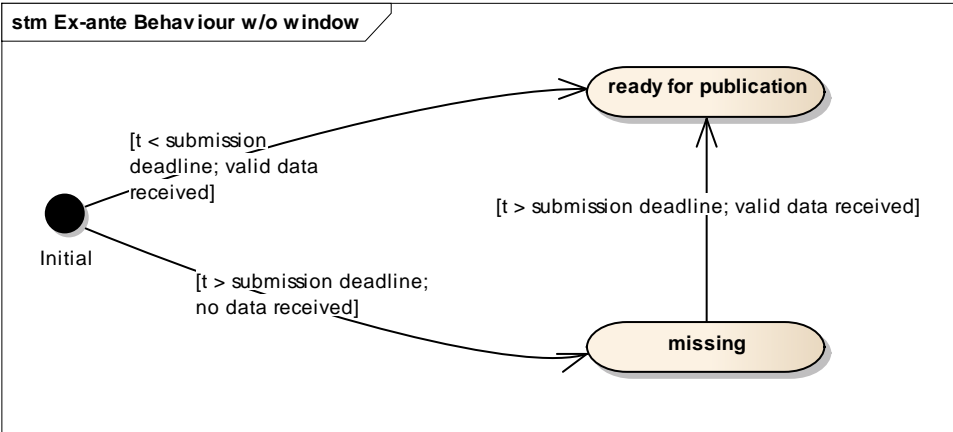 stm Ex-ante Behaviour w/o window
ready for publication
[t < submission
deadline; valid data
received]
[t > submission deadline; valid data received]
Initial
[t > submission deadline;
no data received]
missing